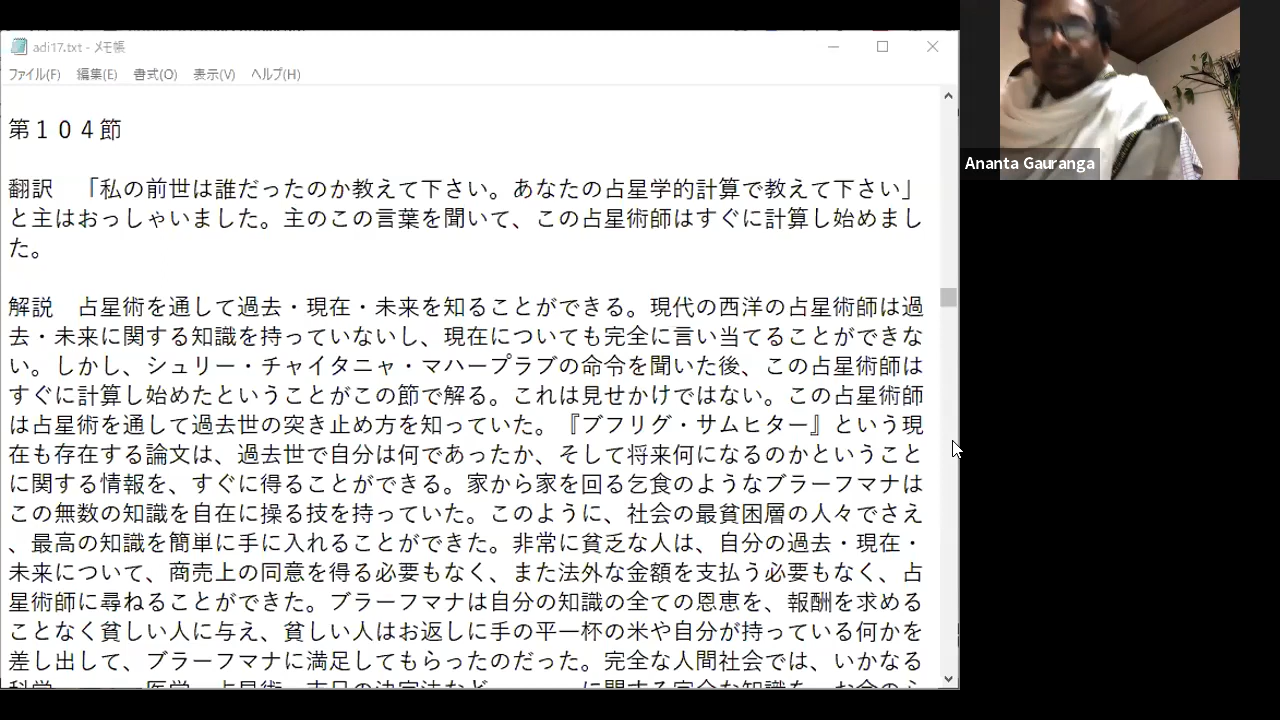 adi17.txt - メモ帳
ファイル(F) 編集(E) 書式(O) 表示(V) ヘルプ(H)
第１０４節
翻訳　「私の前世は誰だったのか教えて下さい。あなたの占星学的計算で教えて下さい」
と主はおっしゃいました。主のこの言葉を聞いて、この占星術師はすぐに計算し始めまし
た。
解説　占星術を通して過去・現在・未来を知ることができる。現代の西洋の占星術師は過
去・未来に関する知識を持っていないし、現在についても完全に言い当てることができな
い。しかし、シュリー・チャイタニャ・マハープラブの命令を聞いた後、この占星術師は
すぐに計算し始めたということがこの節で解る。これは見せかけではない。この占星術師
は占星術を通して過去世の突き止め方を知っていた。『ブフリグ・サムヒター』という現
在も存在する論文は、過去世で自分は何であったか、そして将来何になるのかということ
に関する情報を、すぐに得ることができる。家から家を回る乞食のようなブラーフマナは
この無数の知識を自在に操る技を持っていた。このように、社会の最貧困層の人々でさえ
、最高の知識を簡単に手に入れることができた。非常に貧乏な人は、自分の過去・現在・
未来について、商売上の同意を得る必要もなく、また法外な金額を支払う必要もなく、占
星術師に尋ねることができた。ブラーフマナは自分の知識の全ての恩恵を、報酬を求める
ことなく貧しい人に与え、貧しい人はお返しに手の平一杯の米や自分が持っている何かを
差し出して、ブラーフマナに満足してもらったのだった。完全な人間社会では、いかなる
Ananta Gauranga